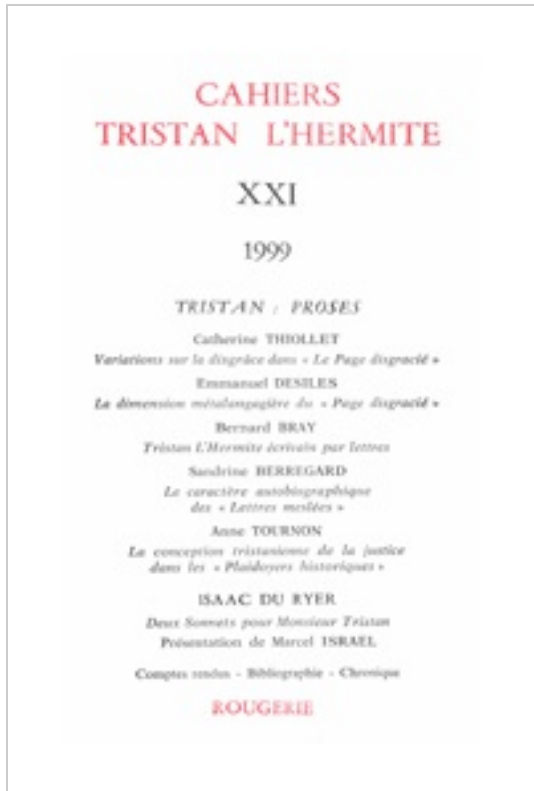 CAHIERS
TRISTAN L'HERMITE
XXI
1999
TRISTAN : PROSES
Catherine THIOLLET
Variations sur la disgrâce dans « Le Page disgracié »
Emmanuel DESILES
La dimension métalangagière du « Page disgracié »
Bernard BRAY
Tristan L'Hermite écrivain par lettres
Sandrine BERREGARD
Le caractère autobiographique
des « Lettres meslées »
Anne TOURNON
La conception tristanienne de la justice
dans les « Plaidoyers historiques »
ISAAC DU RYER
Deux Sonnets pour Monsieur Tristan
Présentation de Marcel ISRAEL
Comptes rendus - Bibliographie - Chronique
ROUGERIE